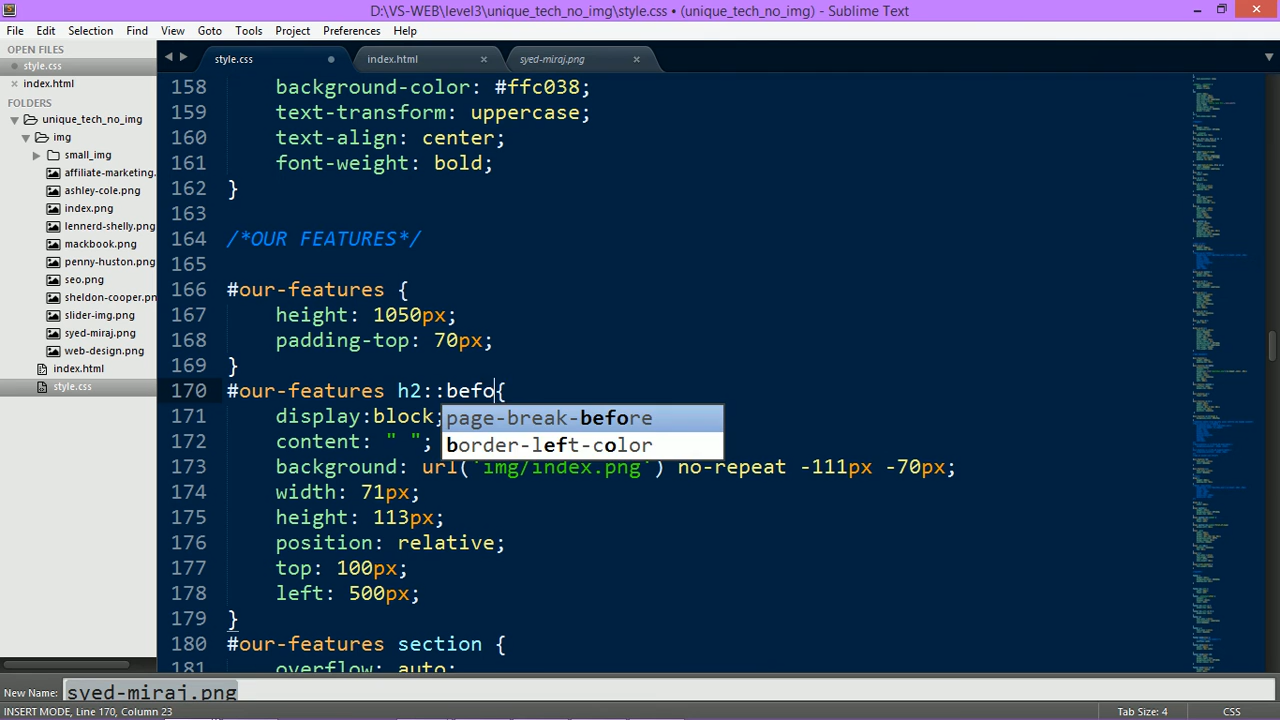 D:\VS-WEB\level3\unique_tech_no_img\style.css • (unique_tech_no_img) - Sublime Text
File Edit Selection Find View Goto Tools Project Preferences Help
OPEN FILES
style.css
index.html
FOLDERS
unique_tech_no_img
img
small_img
affiliate-marketing.
ashley-cole.png
index.png
lennerd-shelly.png
mackbook.png
penny-huston.png
seo.png
sheldon-cooper.pn
slider-img.png
syed-miraj.png
web-design.png
index.html
style.css
style.css index.html syed-miraj.png
158 background-color: #ffc038;
159 text-transform: uppercase;
160 text-align: center;
161 font-weight: bold;
162 }
163
164 /*OUR FEATURES*/
165
166 #our-features {
167 height: 1050px;
168 padding-top: 70px;
169 }
170 #our-features h2::befo{
171 display:block;
page-break-before
172 content: " ";
border-left-color
173 background: url('img/index.png') no-repeat -111px -70px;
174 width: 71px;
175 height: 113px;
176 position: relative;
177 top: 100px;
178 left: 500px;
179 }
180 #our-features section {
181 overflow: auto;
New Name: syed-miraj.png
INSERT MODE, Line 170, Column 23 Tab Size: 4 CSS